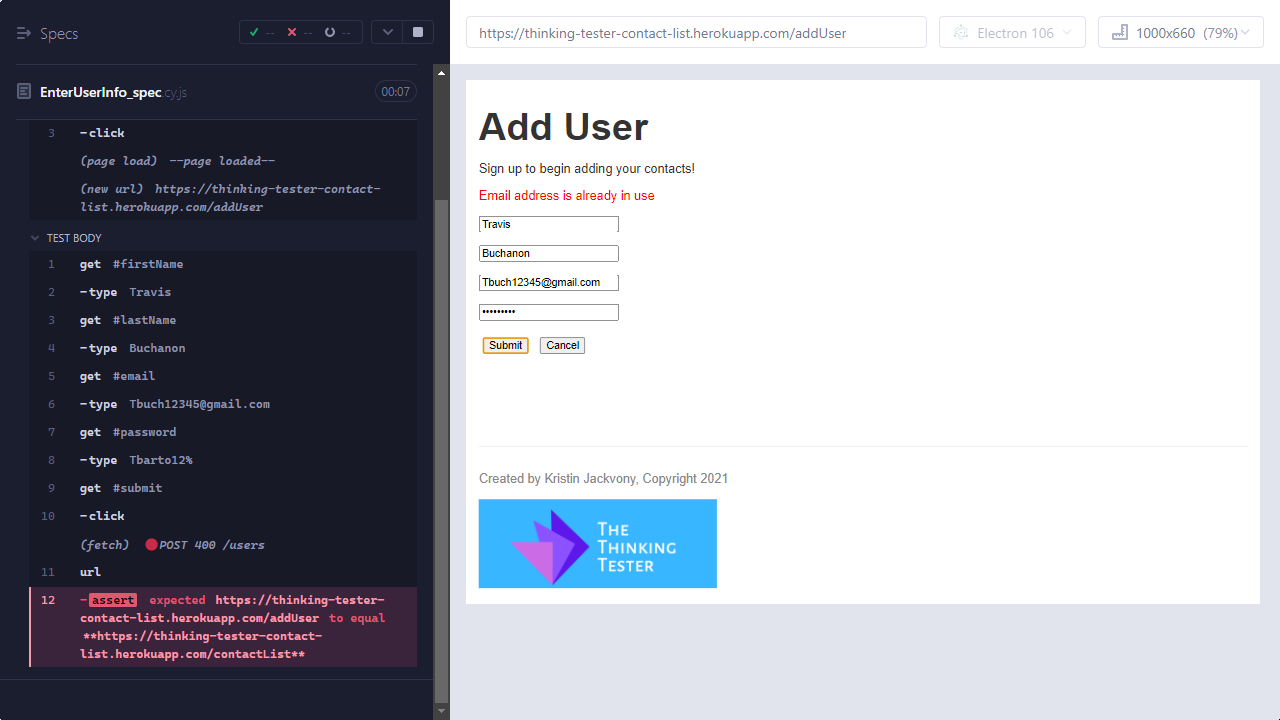 Specs
-- -- --
EnterUserInfo_spec.cy.js 00:07
3 -click
(page load) --page loaded--
(new url) https://thinking-tester-contact-
list.herokuapp.com/addUser
TEST BODY
1 get #firstName
2 -type Travis
3 get #lastName
4 -type Buchanon
5 get #email
6 -type Tbuch12345@gmail.com
7 get #password
8 -type Tbarto12%
9 get #submit
10 -click
(fetch) POST 400 /users
11 url
12 -assert expected https://thinking-tester-
contact-list.herokuapp.com/addUser to equal
**https://thinking-tester-contact-
list.herokuapp.com/contactList**
https://thinking-tester-contact-list.herokuapp.com/addUser
Electron 106
1000x660 (79%)
Add User
Sign up to begin adding your contacts!
Email address is already in use
Travis
Buchanon
Tbuch12345@gmail.com
•••••••••
Submit Cancel
Created by Kristin Jackvony, Copyright 2021
THE
THINKING
TESTER